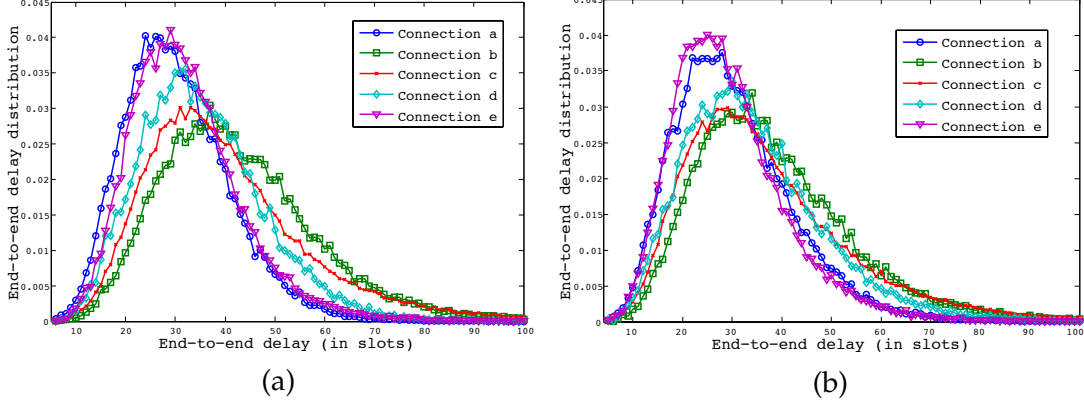 0.045
0.04
0.035
0.03
0.025
0.02
0.015
0.01
0.005
0
10 20 30 40 50 60 70 80 90 100
End-to-end delay distribution
End-to-end delay (in slots)
Connection a
Connection b
Connection c
Connection d
Connection e
(a)
0.045
0.04
0.035
0.03
0.025
0.02
0.015
0.01
0.005
0
10 20 30 40 50 60 70 80 90 100
End-to-end delay distribution
End-to-end delay (in slots)
Connection a
Connection b
Connection c
Connection d
Connection e
(b)